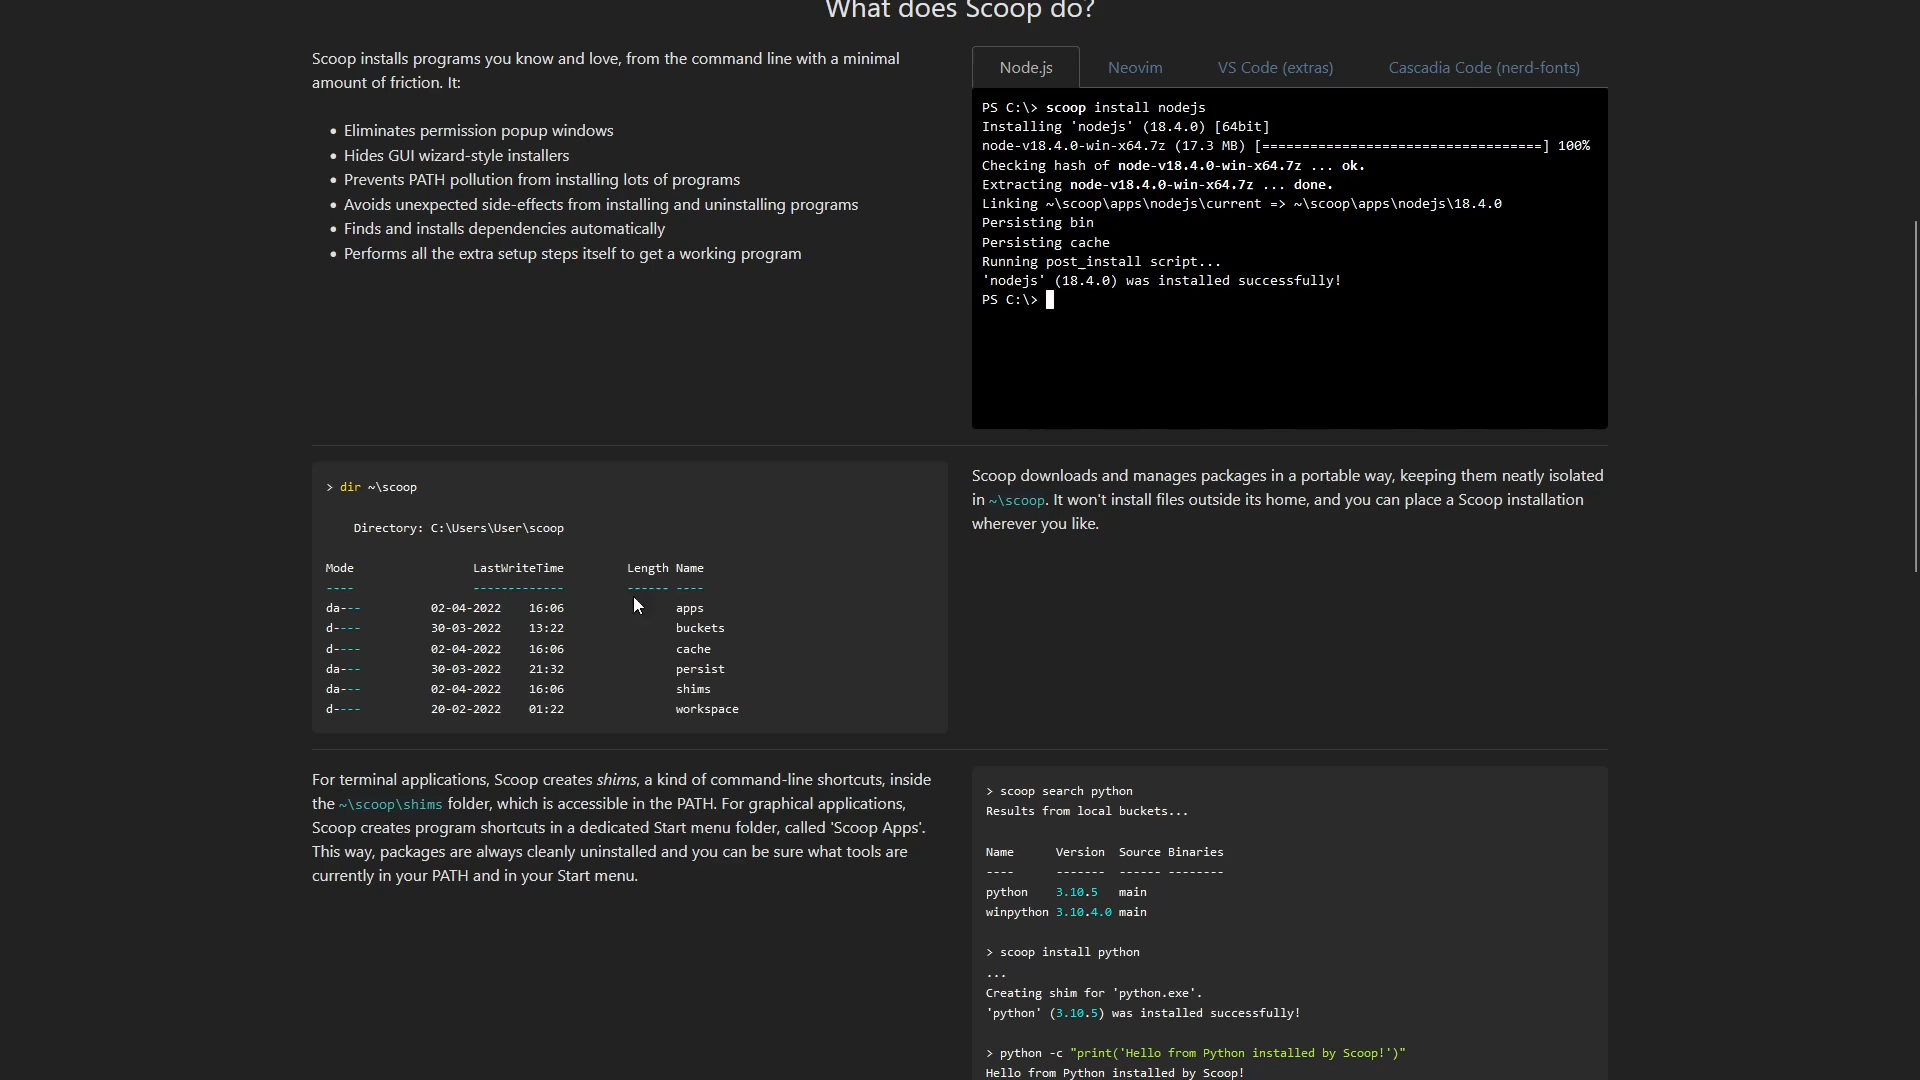 What does Scoop do?
Scoop installs programs you know and love, from the command line with a minimal
amount of friction. It:
• Eliminates permission popup windows
• Hides GUI wizard-style installers
• Prevents PATH pollution from installing lots of programs
• Avoids unexpected side-effects from installing and uninstalling programs
• Finds and installs dependencies automatically
• Performs all the extra setup steps itself to get a working program
Node.js Neovim VS Code (extras) Cascadia Code (nerd-fonts)
PS C:\> scoop install nodejs
Installing 'nodejs' (18.4.0) [64bit]
node-v18.4.0-win-x64.7z (17.3 MB) [===================================] 100%
Checking hash of node-v18.4.0-win-x64.7z ... ok.
Extracting node-v18.4.0-win-x64.7z ... done.
Linking ~\scoop\apps\nodejs\current => ~\scoop\apps\nodejs\18.4.0
Persisting bin
Persisting cache
Running post_install script...
'nodejs' (18.4.0) was installed successfully!
PS C:\>
> dir ~\scoop
Directory: C:\Users\User\scoop
Mode LastWriteTime Length Name
---- ------------- ------ ----
da--- 02-04-2022 16:06 apps
d---- 30-03-2022 13:22 buckets
d---- 02-04-2022 16:06 cache
da--- 30-03-2022 21:32 persist
da--- 02-04-2022 16:06 shims
d---- 20-02-2022 01:22 workspace
Scoop downloads and manages packages in a portable way, keeping them neatly isolated
in ~\scoop. It won't install files outside its home, and you can place a Scoop installation
wherever you like.
For terminal applications, Scoop creates shims, a kind of command-line shortcuts, inside
the ~\scoop\shims folder, which is accessible in the PATH. For graphical applications,
Scoop creates program shortcuts in a dedicated Start menu folder, called 'Scoop Apps'.
This way, packages are always cleanly uninstalled and you can be sure what tools are
currently in your PATH and in your Start menu.
> scoop search python
Results from local buckets...
Name Version Source Binaries
---- ------- ------ --------
python 3.10.5 main
winpython 3.10.4.0 main
> scoop install python
...
Creating shim for 'python.exe'.
'python' (3.10.5) was installed successfully!
> python -c "print('Hello from Python installed by Scoop!')"
Hello from Python installed by Scoop!